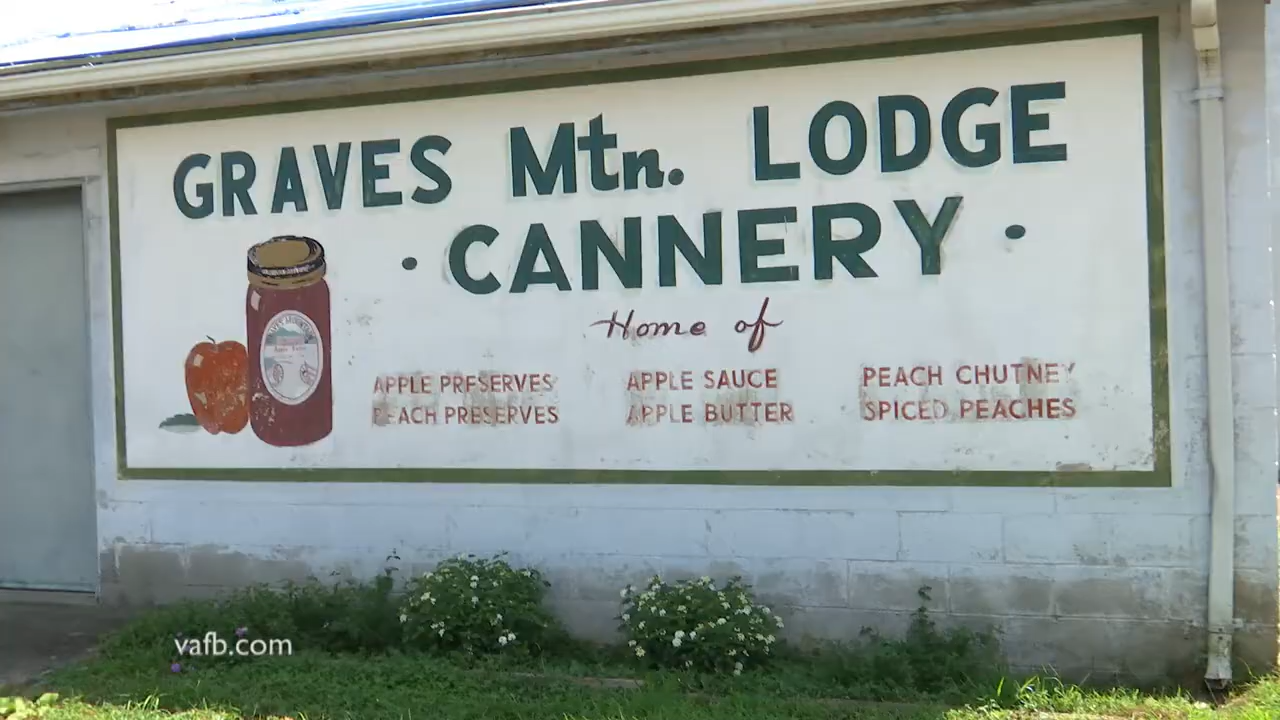 GRAVES Mtn. LODGE
· CANNERY ·
Home of
APPLE PRESERVES APPLE SAUCE PEACH CHUTNEY
PEACH PRESERVES APPLE BUTTER SPICED PEACHES
vafb.com